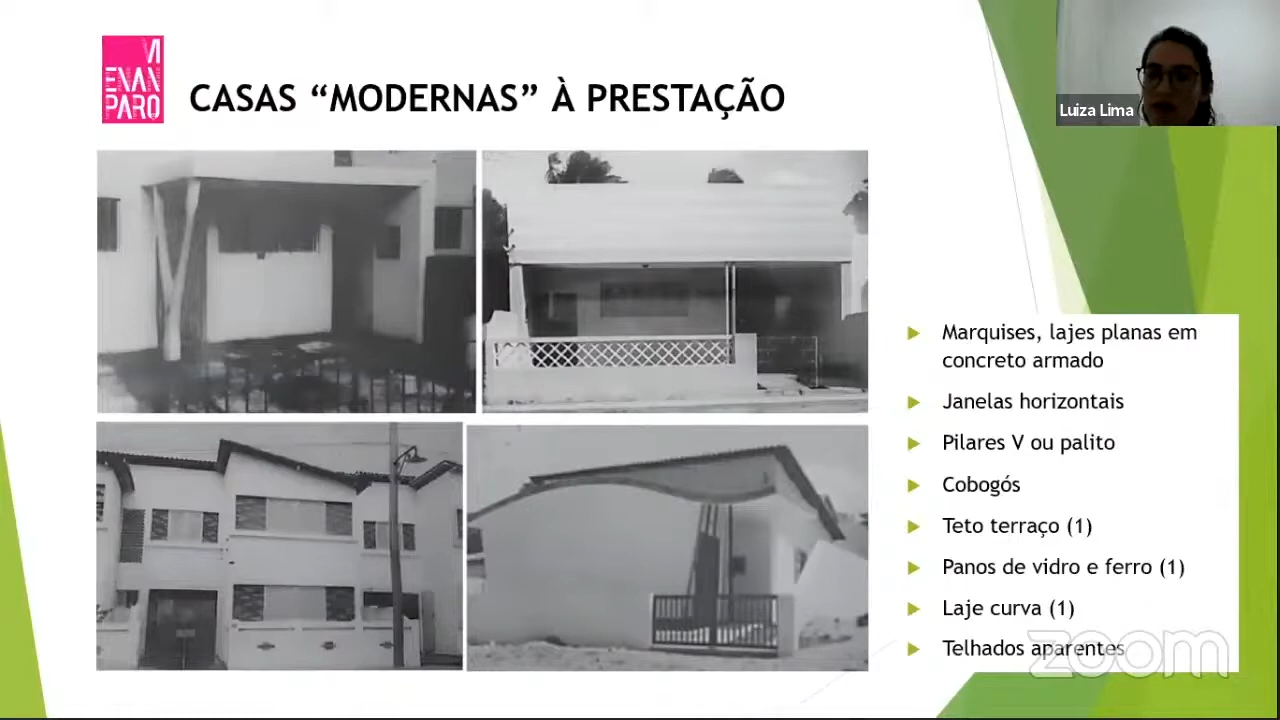 VI
ENAN
PARQ
CASAS “MODERNAS” À PRESTAÇÃO
Luiza Lima
Marquises, lajes planas em
concreto armado
Janelas horizontais
Pilares V ou palito
Cobogós
Teto terraço (1)
Panos de vidro e ferro (1)
Laje curva (1)
Telhados aparentes
zoom